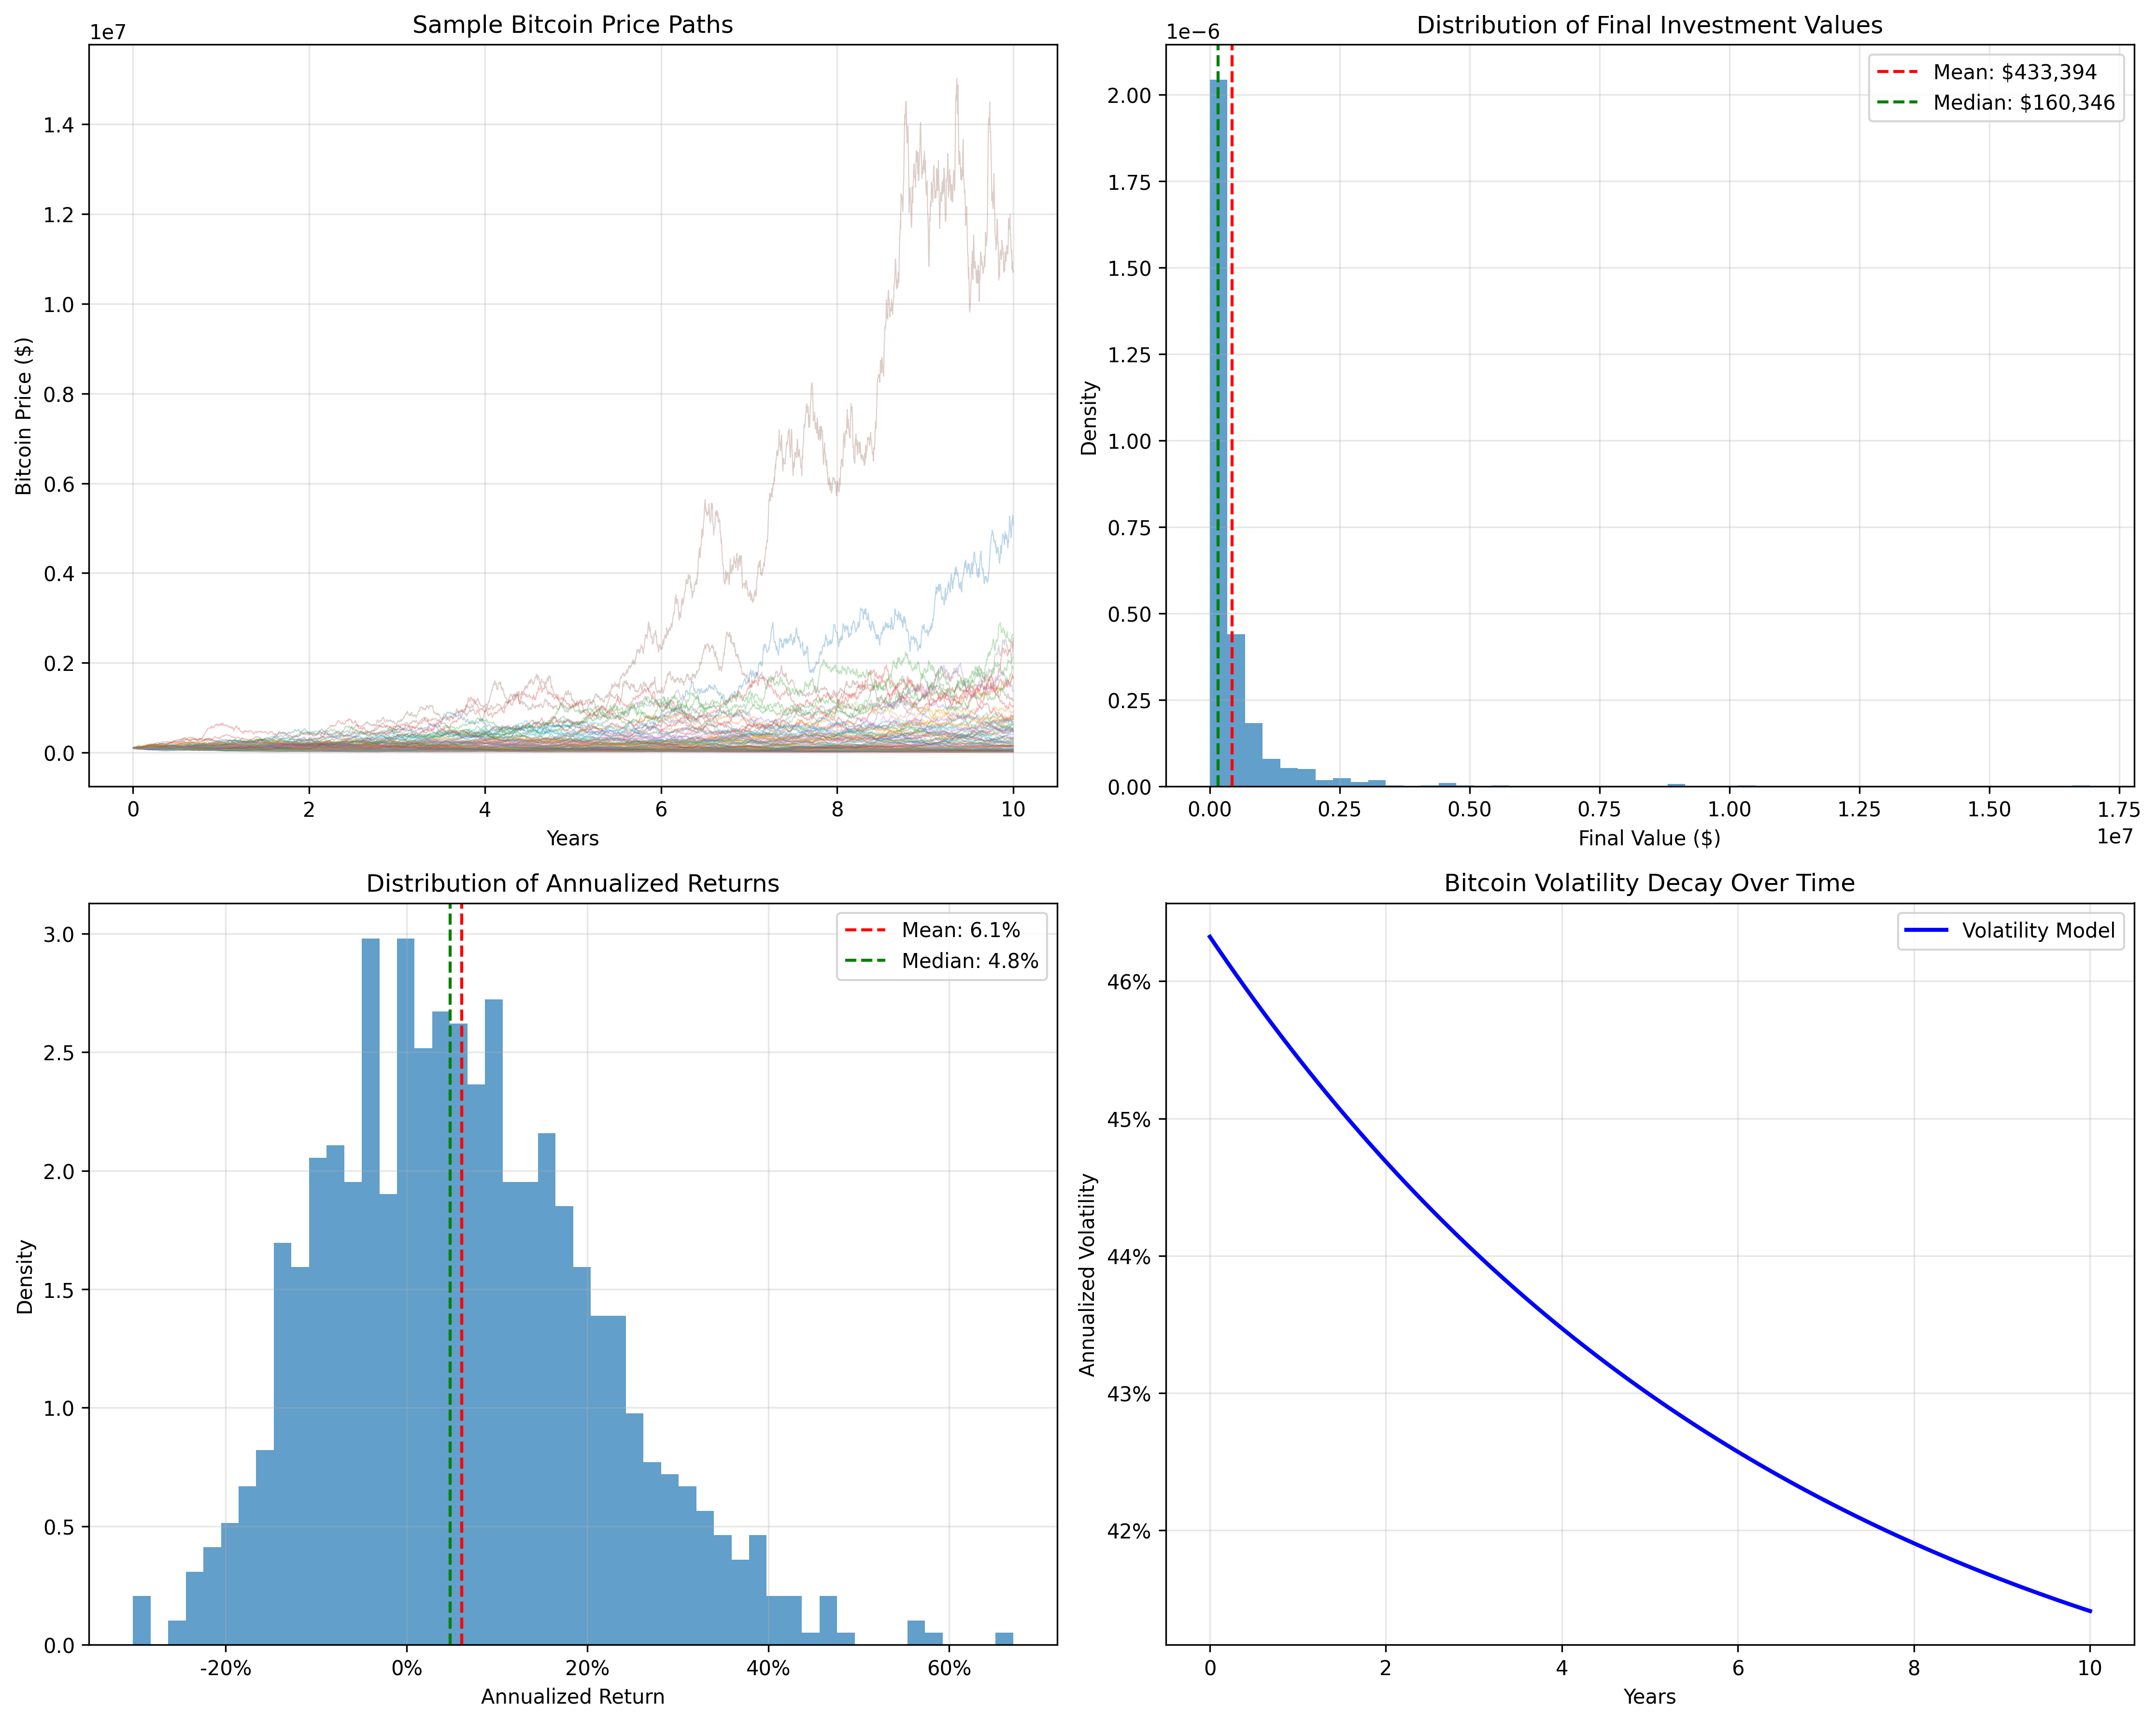 Sample Bitcoin Price Paths
1e7
1.4
1.2
1.0
0.8
0.6
0.4
0.2
0.0
Bitcoin Price ($)
0 2 4 6 8 10
Years
Distribution of Final Investment Values
1e−6
Mean: $433,394
Median: $160,346
2.00
1.75
1.50
1.25
1.00
0.75
0.50
0.25
0.00
Density
0.00 0.25 0.50 0.75 1.00 1.25 1.50 1.75
1e7
Final Value ($)
Distribution of Annualized Returns
Mean: 6.1%
Median: 4.8%
3.0
2.5
2.0
1.5
1.0
0.5
0.0
Density
-20% 0% 20% 40% 60%
Annualized Return
Bitcoin Volatility Decay Over Time
Volatility Model
46%
45%
44%
43%
42%
Annualized Volatility
0 2 4 6 8 10
Years